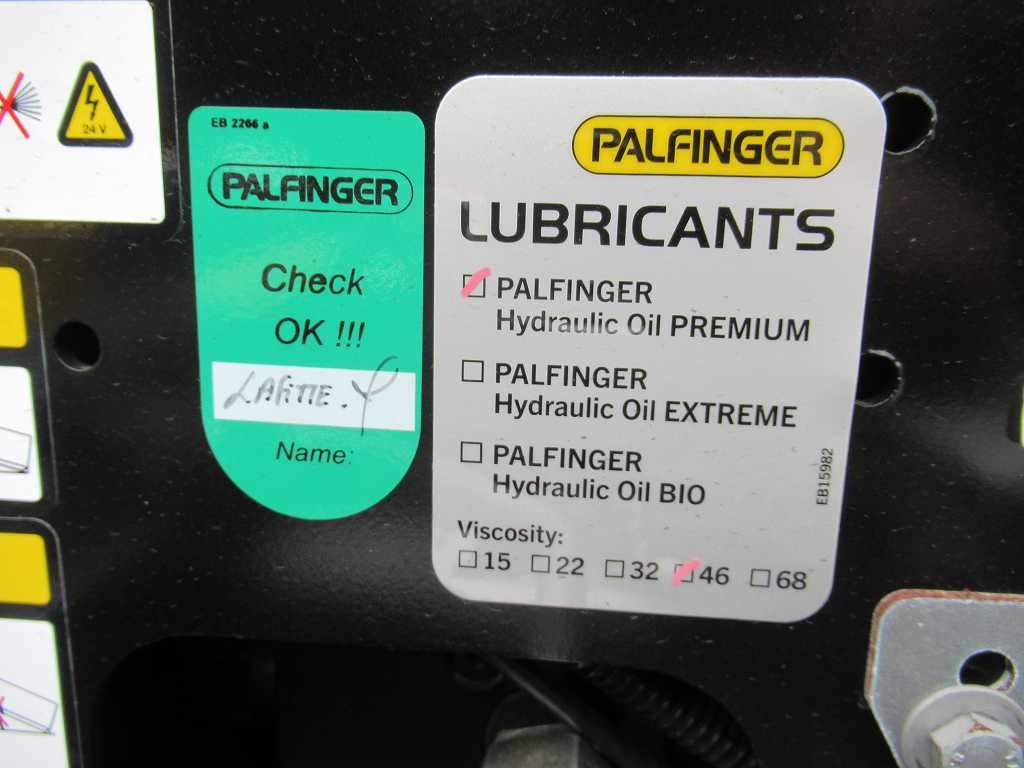 24 V
EB 2266 a
PALFINGER
Check
OK !!!
LAFITTE. Y
Name:
PALFINGER
LUBRICANTS
PALFINGER
Hydraulic Oil PREMIUM
PALFINGER
Hydraulic Oil EXTREME
PALFINGER
Hydraulic Oil BIO
EB15982
Viscosity:
15 22 32 46 68